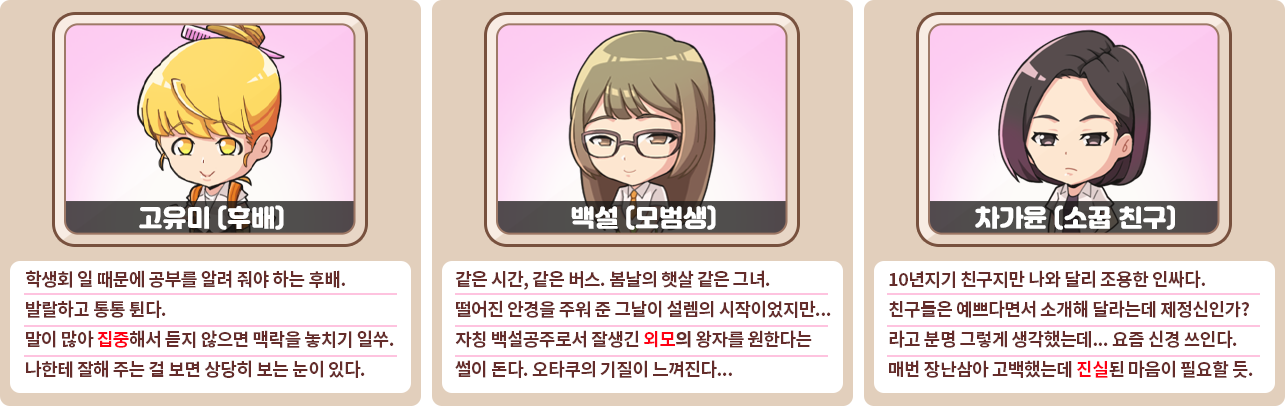 고유미 (후배)
학생회 일 때문에 공부를 알려 줘야 하는 후배.
발랄하고 통통 튄다.
말이 많아 집중해서 듣지 않으면 맥락을 놓치기 일쑤.
나한테 잘해 주는 걸 보면 상당히 보는 눈이 있다.
백설 (모범생)
같은 시간, 같은 버스. 봄날의 햇살 같은 그녀.
떨어진 안경을 주워 준 그날이 설렘의 시작이었지만...
자칭 백설공주로서 잘생긴 외모의 왕자를 원한다는
썰이 돈다. 오타쿠의 기질이 느껴진다...
차가윤 (소꿉 친구)
10년지기 친구지만 나와 달리 조용한 인싸다.
친구들은 예쁘다면서 소개해 달라는데 제정신인가?
라고 분명 그렇게 생각했는데... 요즘 신경 쓰인다.
매번 장난삼아 고백했는데 진실된 마음이 필요할 듯.